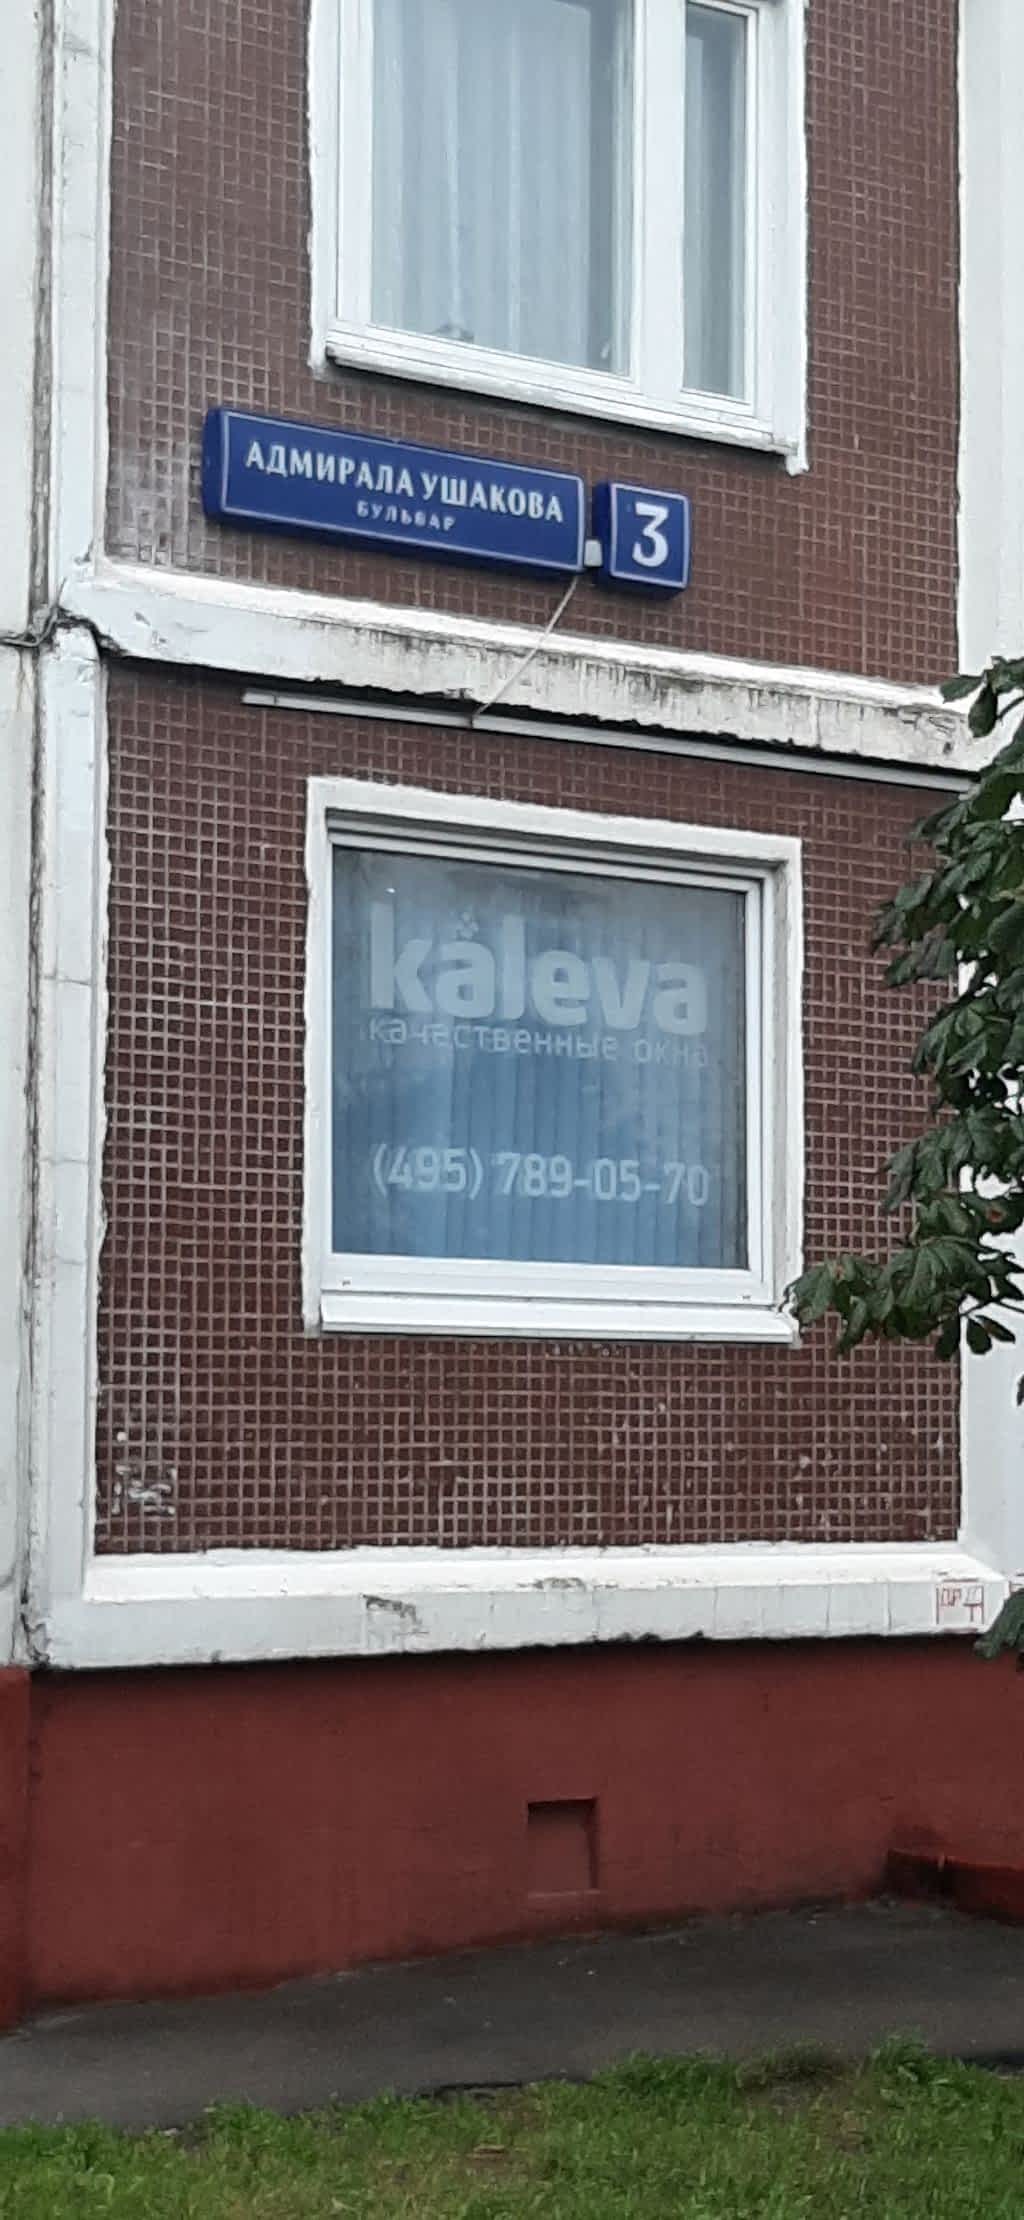 АДМИРАЛА УШАКОВА
БУЛЬВАР
3
kaleva
качественные окна
(495) 789-05-70